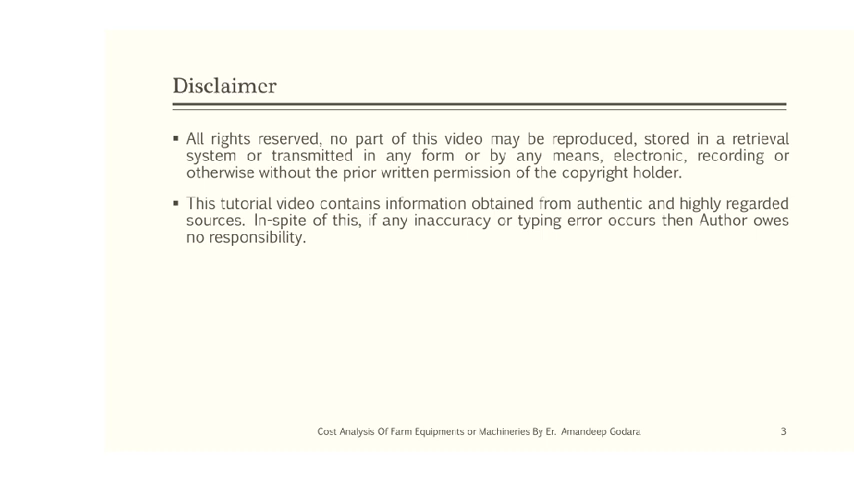 Disclaimer
▪ All rights reserved, no part of this video may be reproduced, stored in a retrieval
system or transmitted in any form or by any means, electronic, recording or
otherwise without the prior written permission of the copyright holder.
▪ This tutorial video contains information obtained from authentic and highly regarded
sources. In-spite of this, if any inaccuracy or typing error occurs then Author owes
no responsibility.
Cost Analysis Of Farm Equipments or Machineries By Er. Amandeep Godara
3